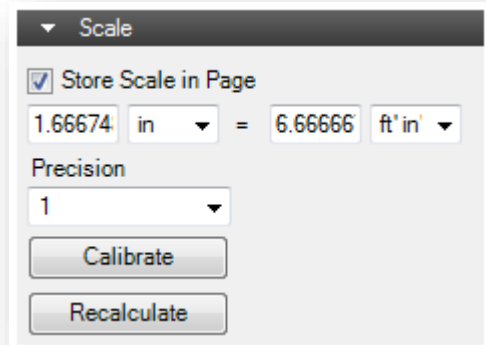 Scale
Store Scale in Page
1.66674 in = 6.66666 ft' in'
Precision
1
Calibrate
Recalculate